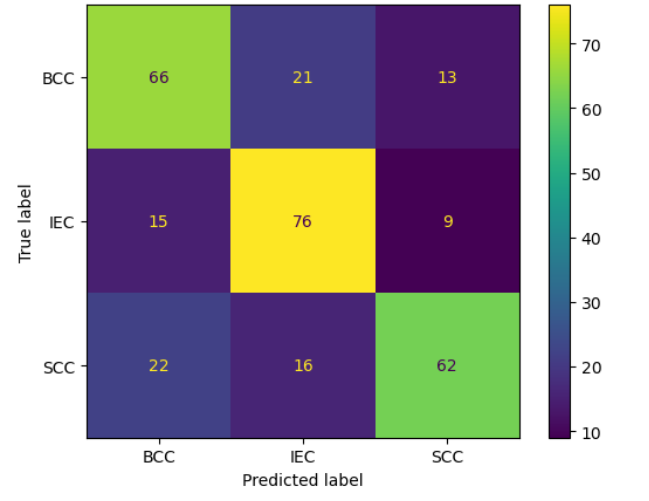 BCC 66 21 13
IEC 15 76 9
SCC 22 16 62
BCC IEC SCC
Predicted label
True label
70
60
50
40
30
20
10